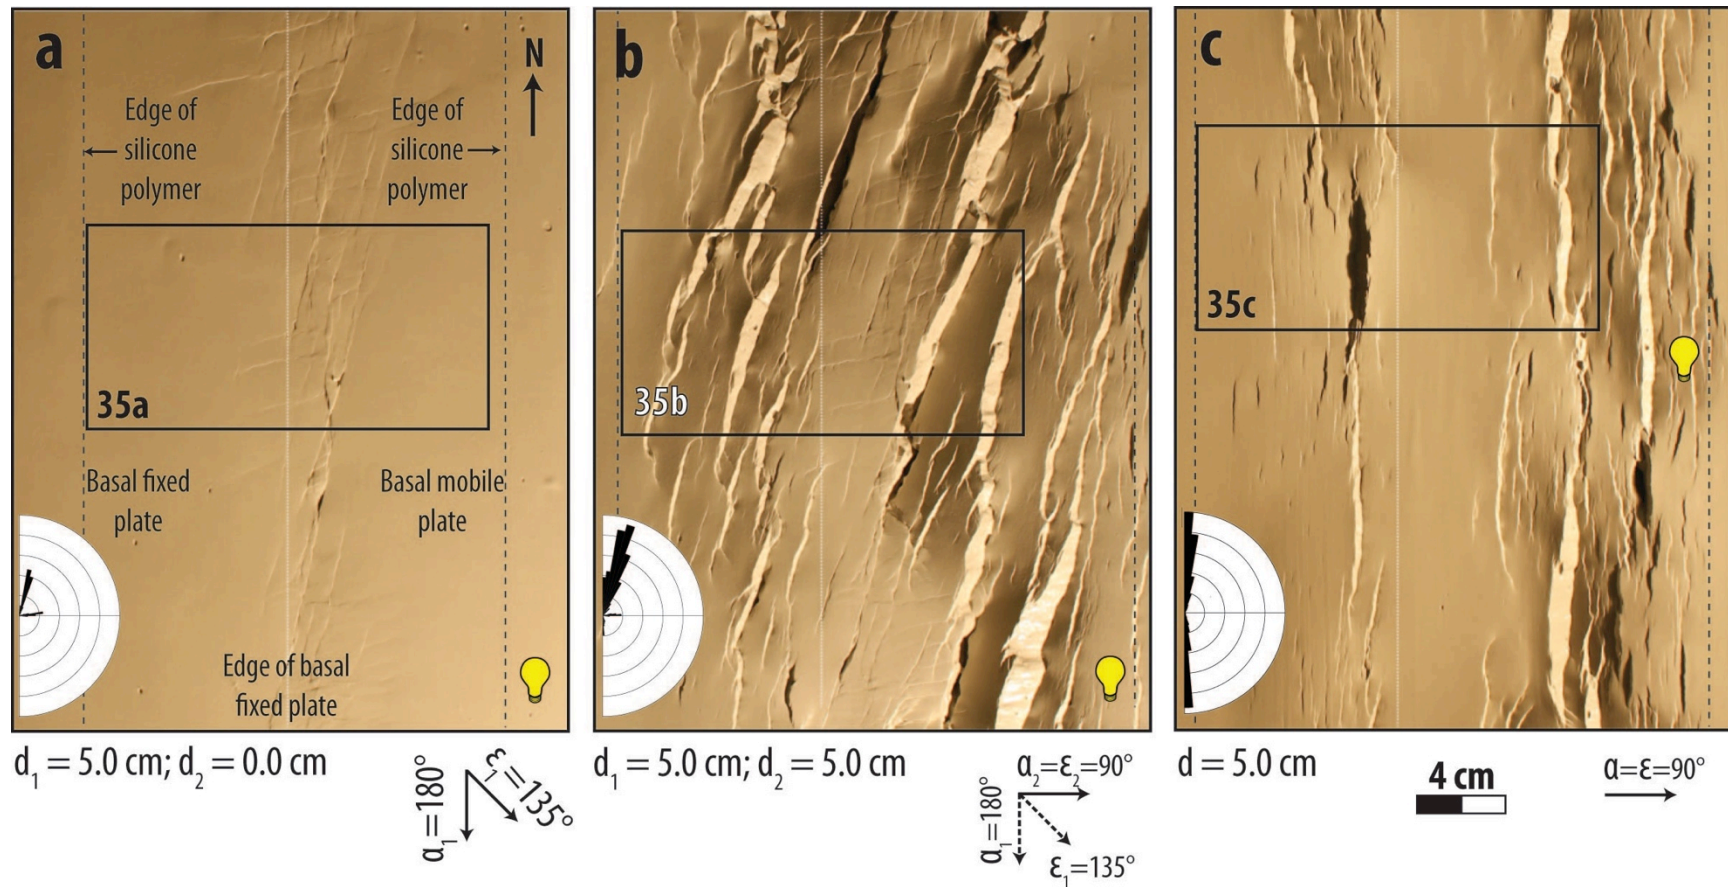 a
N
Edge of
silicone
polymer
Edge of
silicone
polymer
35a
Basal fixed
plate
Basal mobile
plate
Edge of basal
fixed plate
d₁ = 5.0 cm; d₂ = 0.0 cm
α₁=180°
ε₁=135°
b
35b
d₁ = 5.0 cm; d₂ = 5.0 cm
α₂=ε₂=90°
α₁=180°
ε₁=135°
c
35c
d = 5.0 cm
4 cm
α=ε=90°